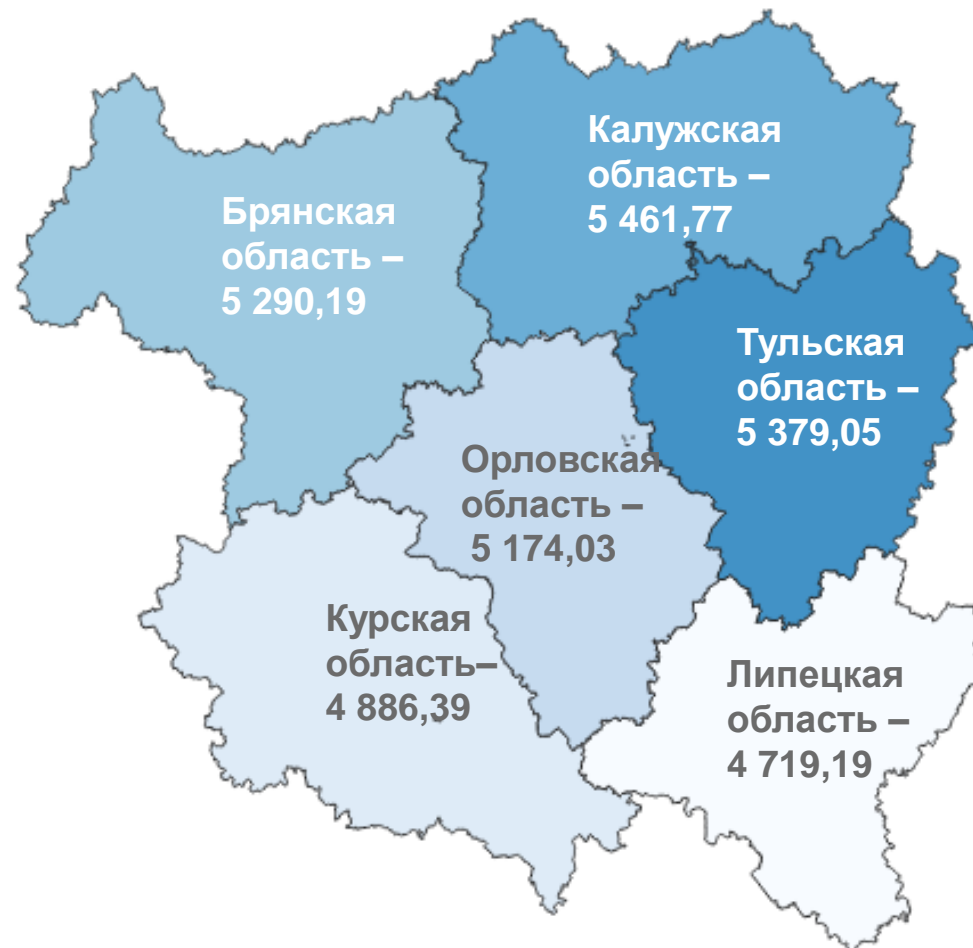 Калужская
область –
5 461,77
Брянская
область –
5 290,19
Тульская
область –
5 379,05
Орловская
область –
5 174,03
Курская
область–
4 886,39
Липецкая
область –
4 719,19